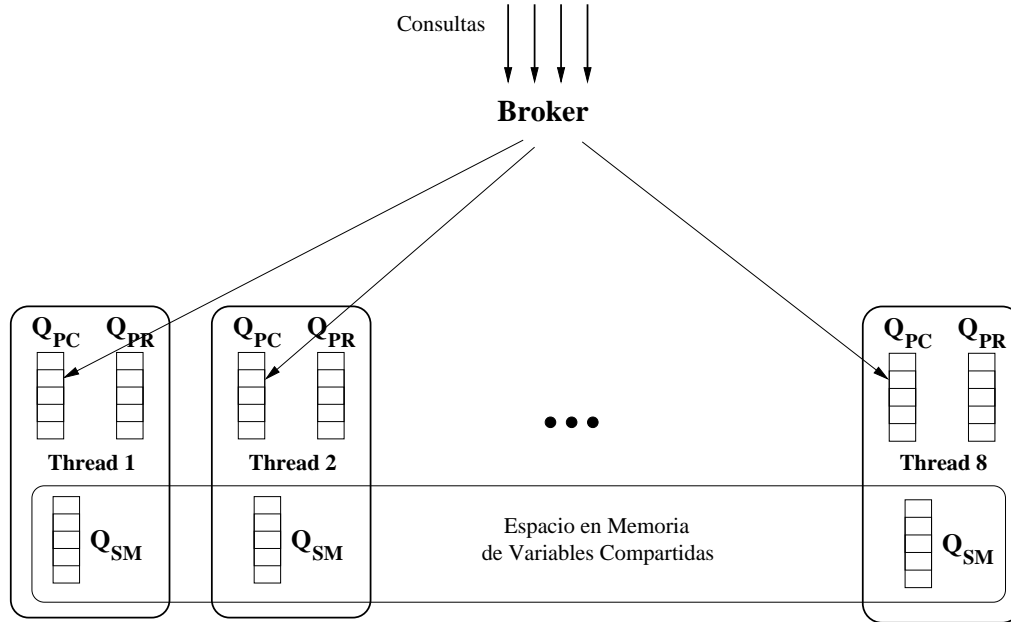 Consultas
Broker
Q_PC Q_PR
Q_PC Q_PR
Q_PC Q_PR
Thread 1
Thread 2
•••
Thread 8
Q_SM
Q_SM
Espacio en Memoria
de Variables Compartidas
Q_SM